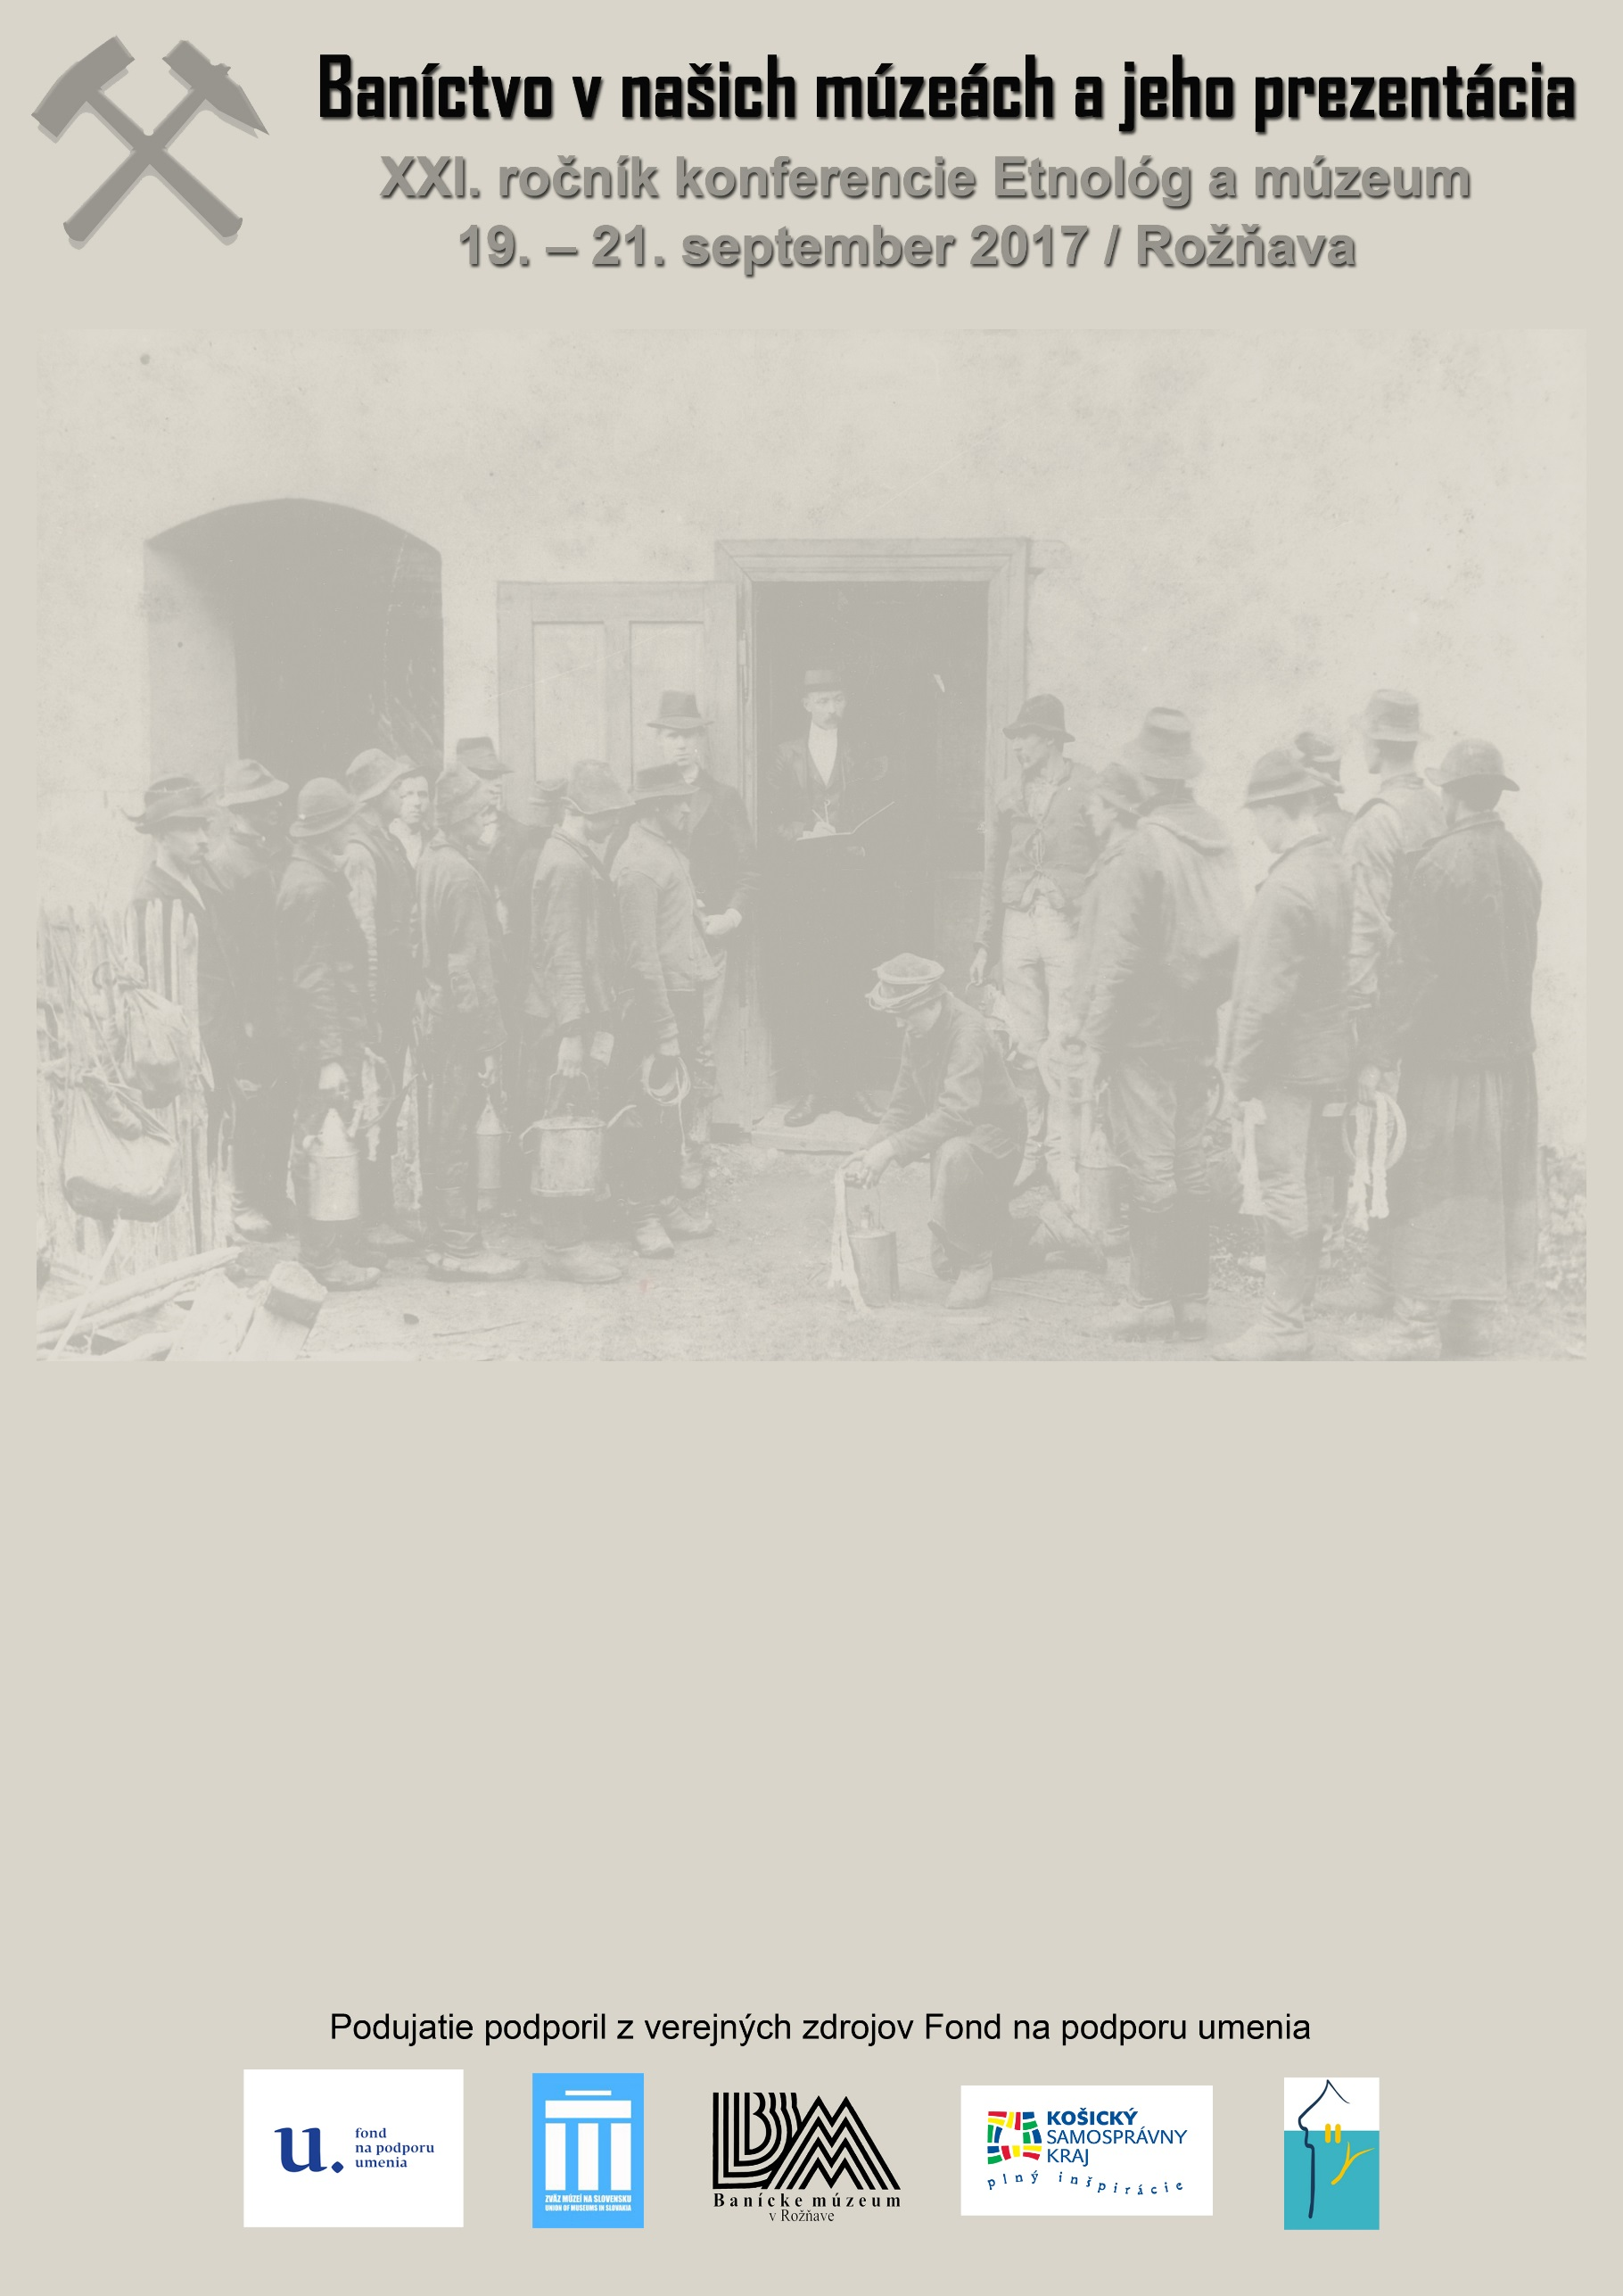 Baníctvo v našich múzeách a jeho prezentácia
XXI. ročník konferencie Etnológ a múzeum
19. – 21. september 2017 / Rožňava
Podujatie podporil z verejných zdrojov Fond na podporu umenia
u.
fond
na podporu
umenia
ZVÄZ MÚZEÍ NA SLOVENSKU
UNION OF MUSEUMS IN SLOVAKIA
BM
Banícke múzeum
v Rožňave
KOŠICKÝ
SAMOSPRÁVNY
KRAJ
plný inšpirácie